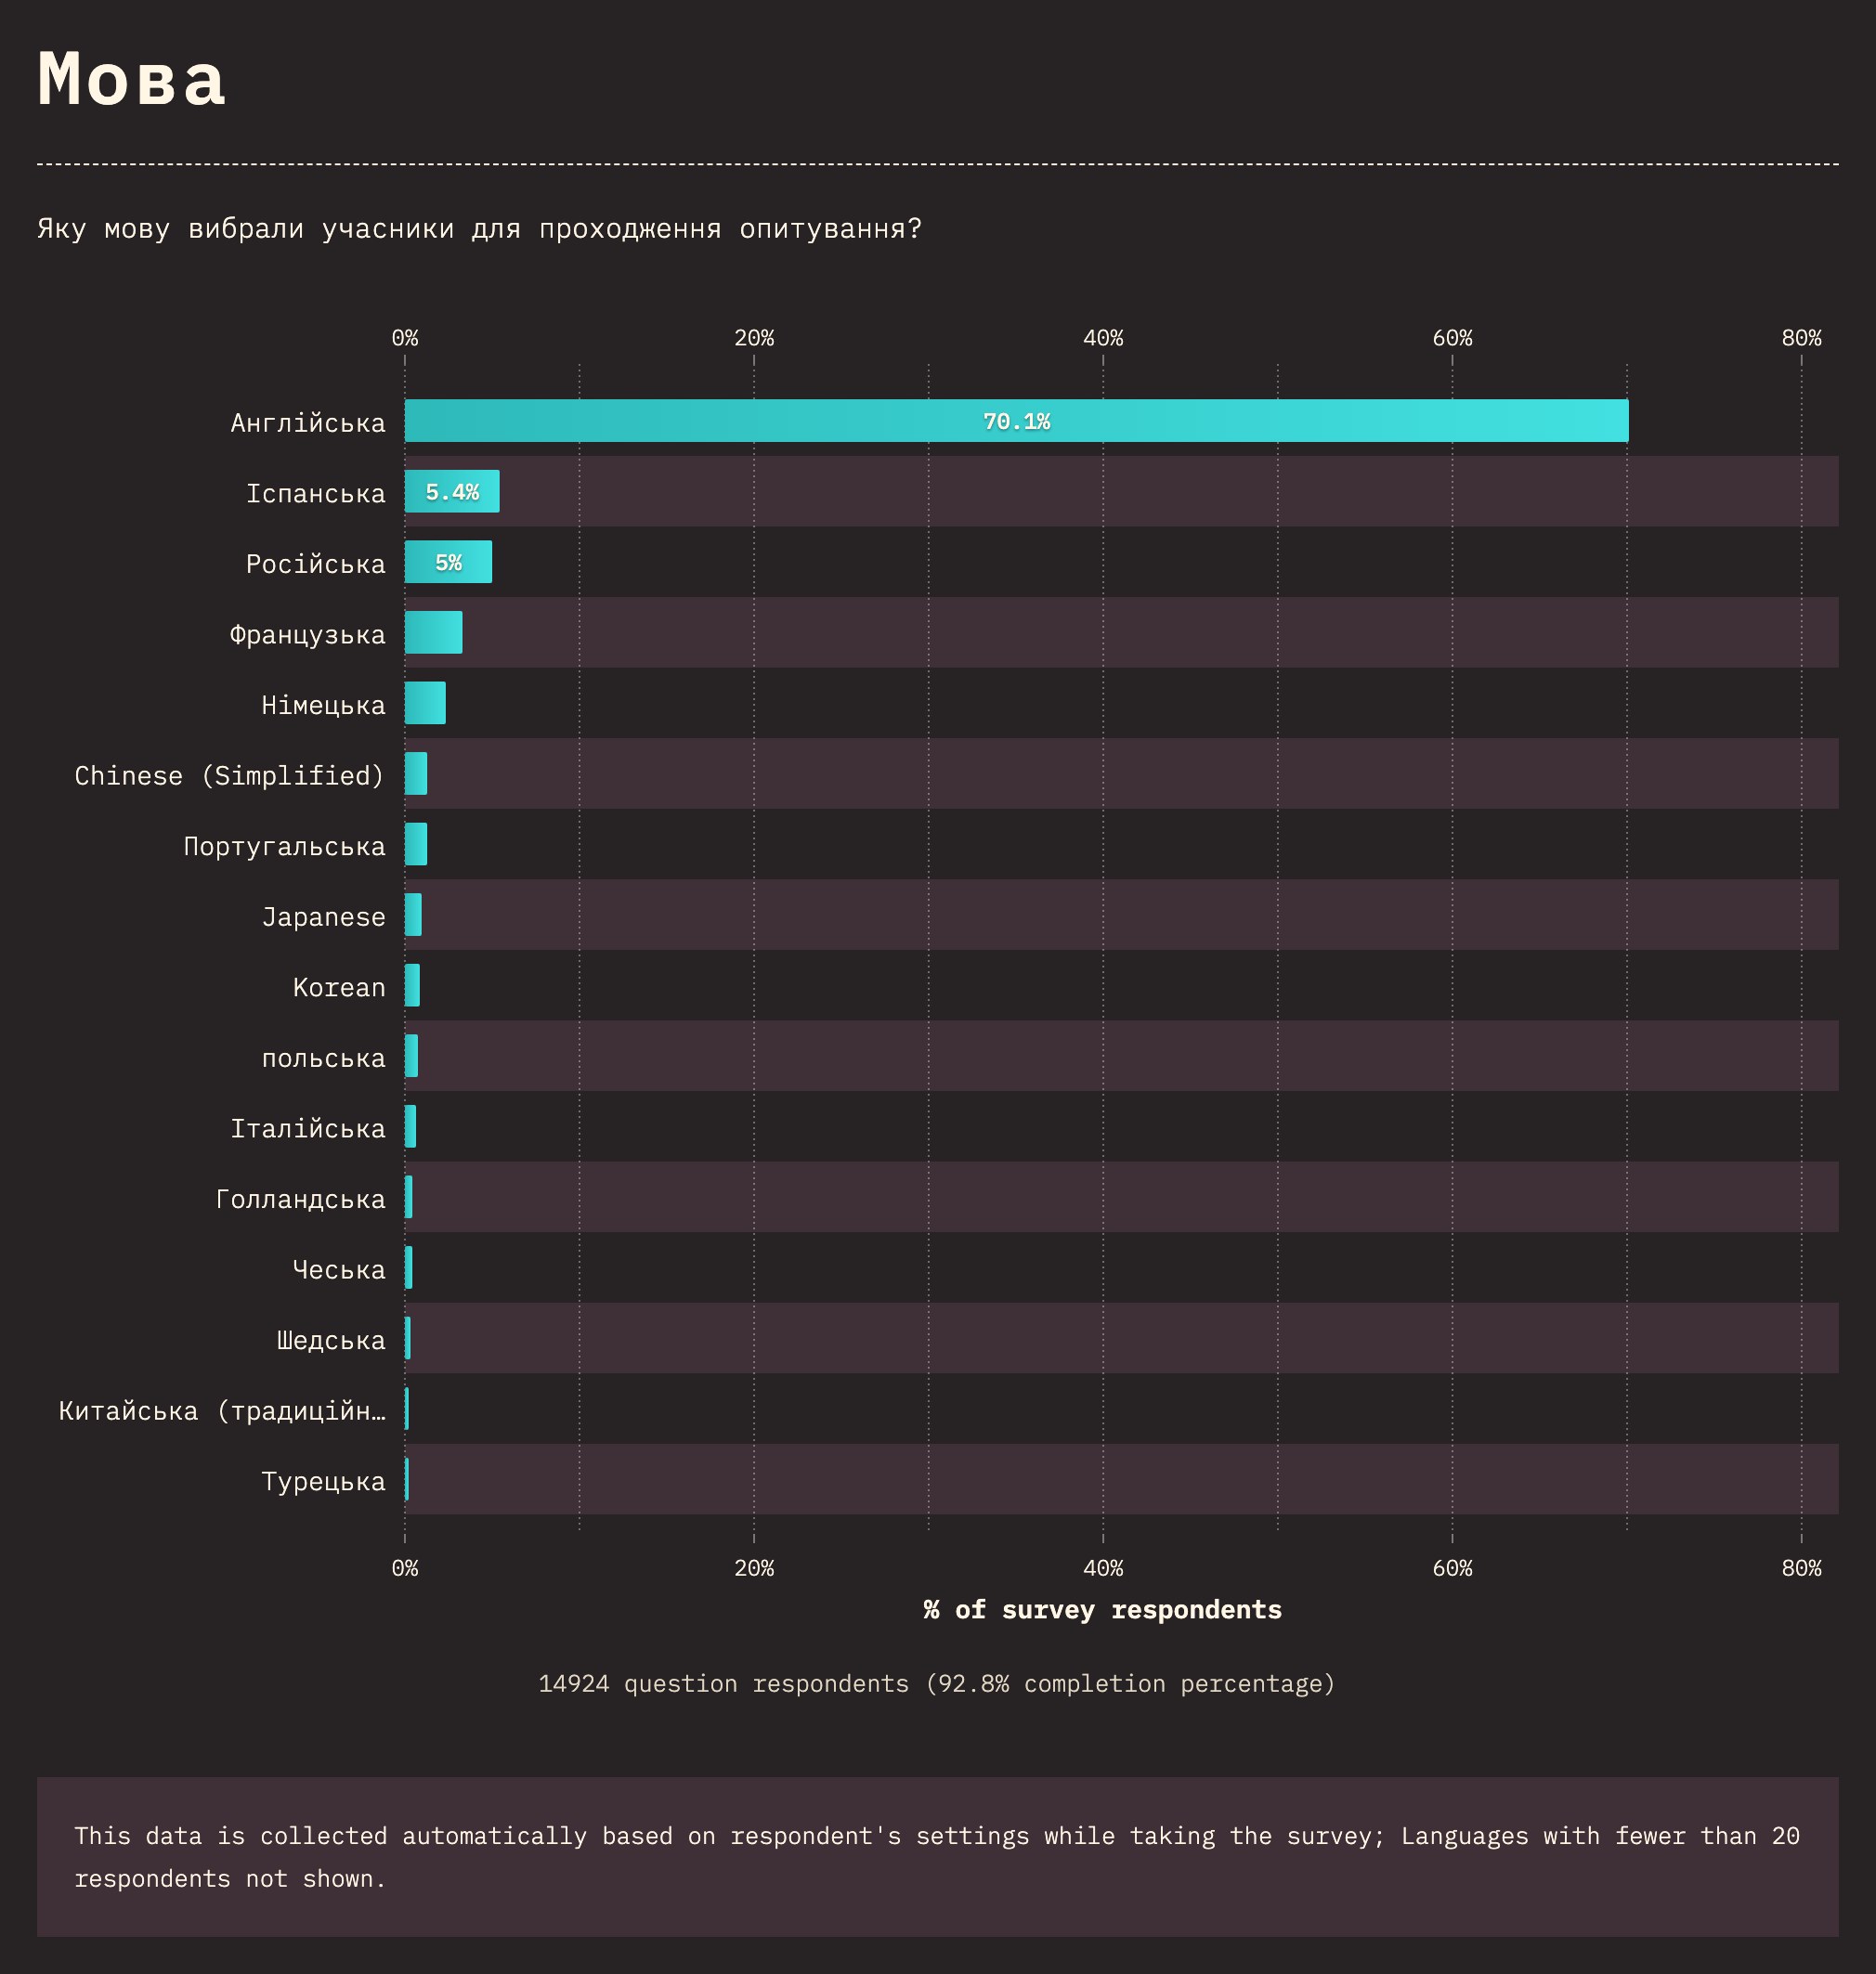 Мова
Яку мову вибрали учасники для проходження опитування?
0% 20% 40% 60% 80%
Англійська 70.1%
Іспанська 5.4%
Російська 5%
Французька
Німецька
Chinese (Simplified)
Португальська
Japanese
Korean
польська
Італійська
Голландська
Чеська
Шедська
Китайська (традиційн…
Турецька
0% 20% 40% 60% 80%
% of survey respondents
14924 question respondents (92.8% completion percentage)
This data is collected automatically based on respondent's settings while taking the survey; Languages with fewer than 20
respondents not shown.